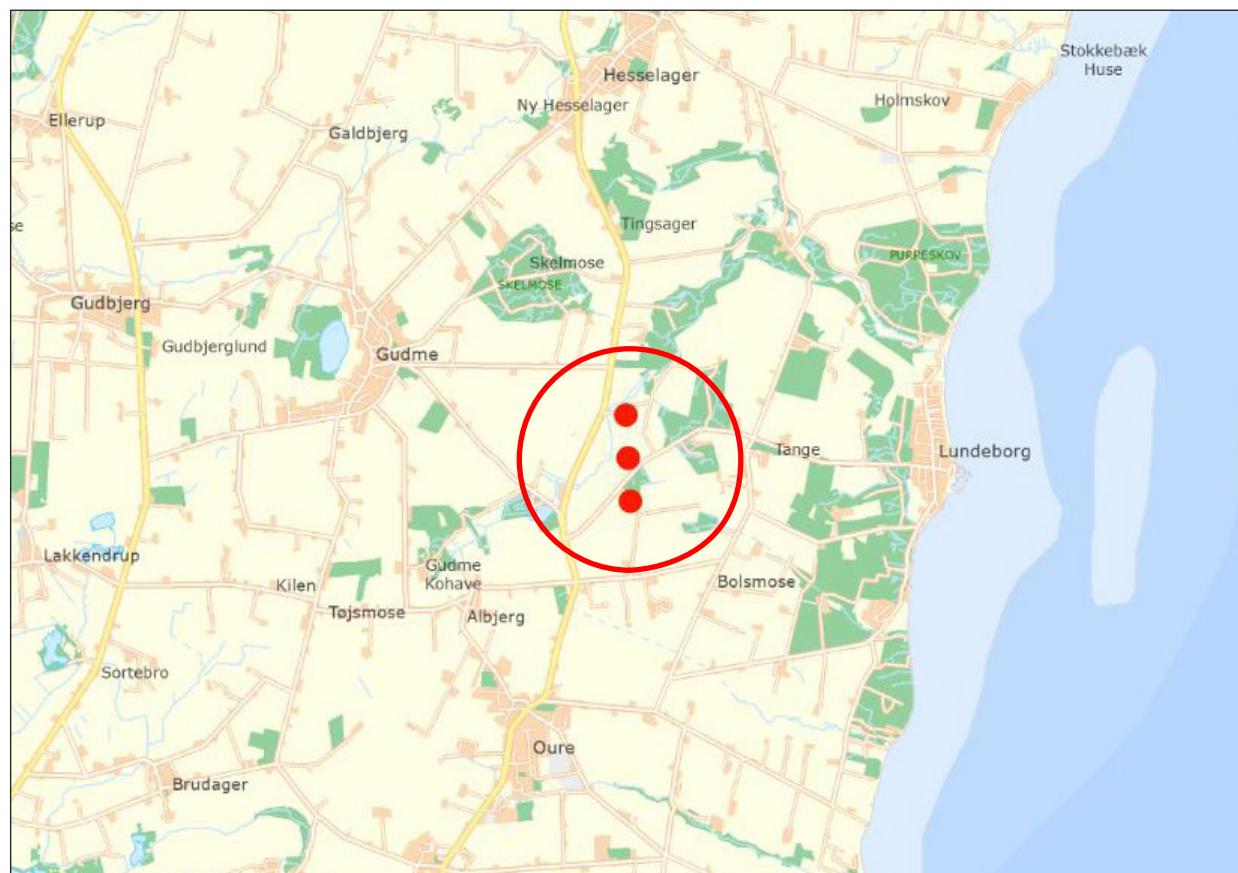 Stokkebæk
Huse
Hesselager
Ny Hesselager
Holmskov
Ellerup
Galdbjerg
Tingsager
se
Skelmose
SKELMOSE
PURRESKOV
Gudbjerg
Gudbjerglund
Gudme
Tange
Lundeborg
Lakkendrup
Gudme
Kohave
Kilen
Bolsmose
Tøjsmose
Albjerg
Sortebro
Oure
Brudager